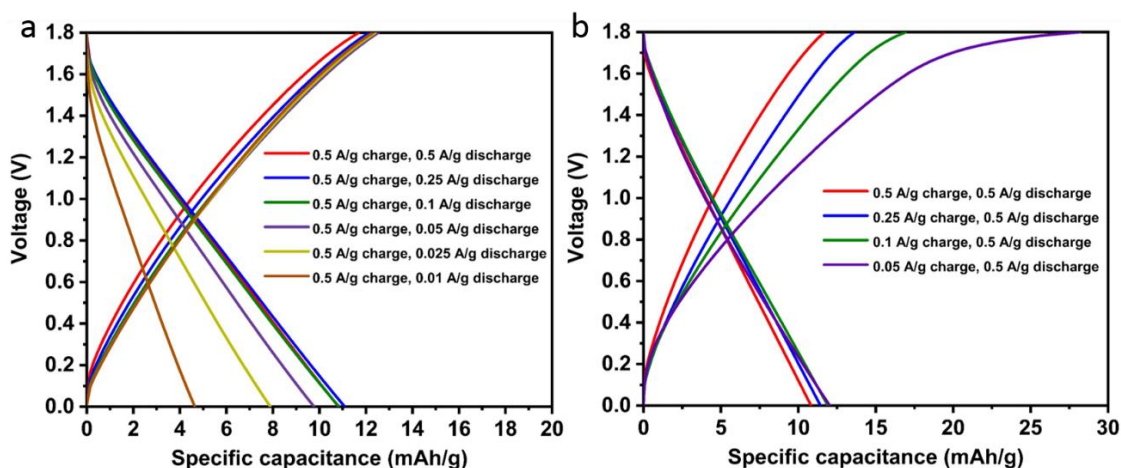 a
Voltage (V)
1.8
1.6
1.4
1.2
1.0
0.8
0.6
0.4
0.2
0.0
0.5 A/g charge, 0.5 A/g discharge
0.5 A/g charge, 0.25 A/g discharge
0.5 A/g charge, 0.1 A/g discharge
0.5 A/g charge, 0.05 A/g discharge
0.5 A/g charge, 0.025 A/g discharge
0.5 A/g charge, 0.01 A/g discharge
0 2 4 6 8 10 12 14 16 18 20
Specific capacitance (mAh/g)
b
Voltage (V)
1.8
1.6
1.4
1.2
1.0
0.8
0.6
0.4
0.2
0.0
0.5 A/g charge, 0.5 A/g discharge
0.25 A/g charge, 0.5 A/g discharge
0.1 A/g charge, 0.5 A/g discharge
0.05 A/g charge, 0.5 A/g discharge
0 5 10 15 20 25 30
Specific capacitance (mAh/g)